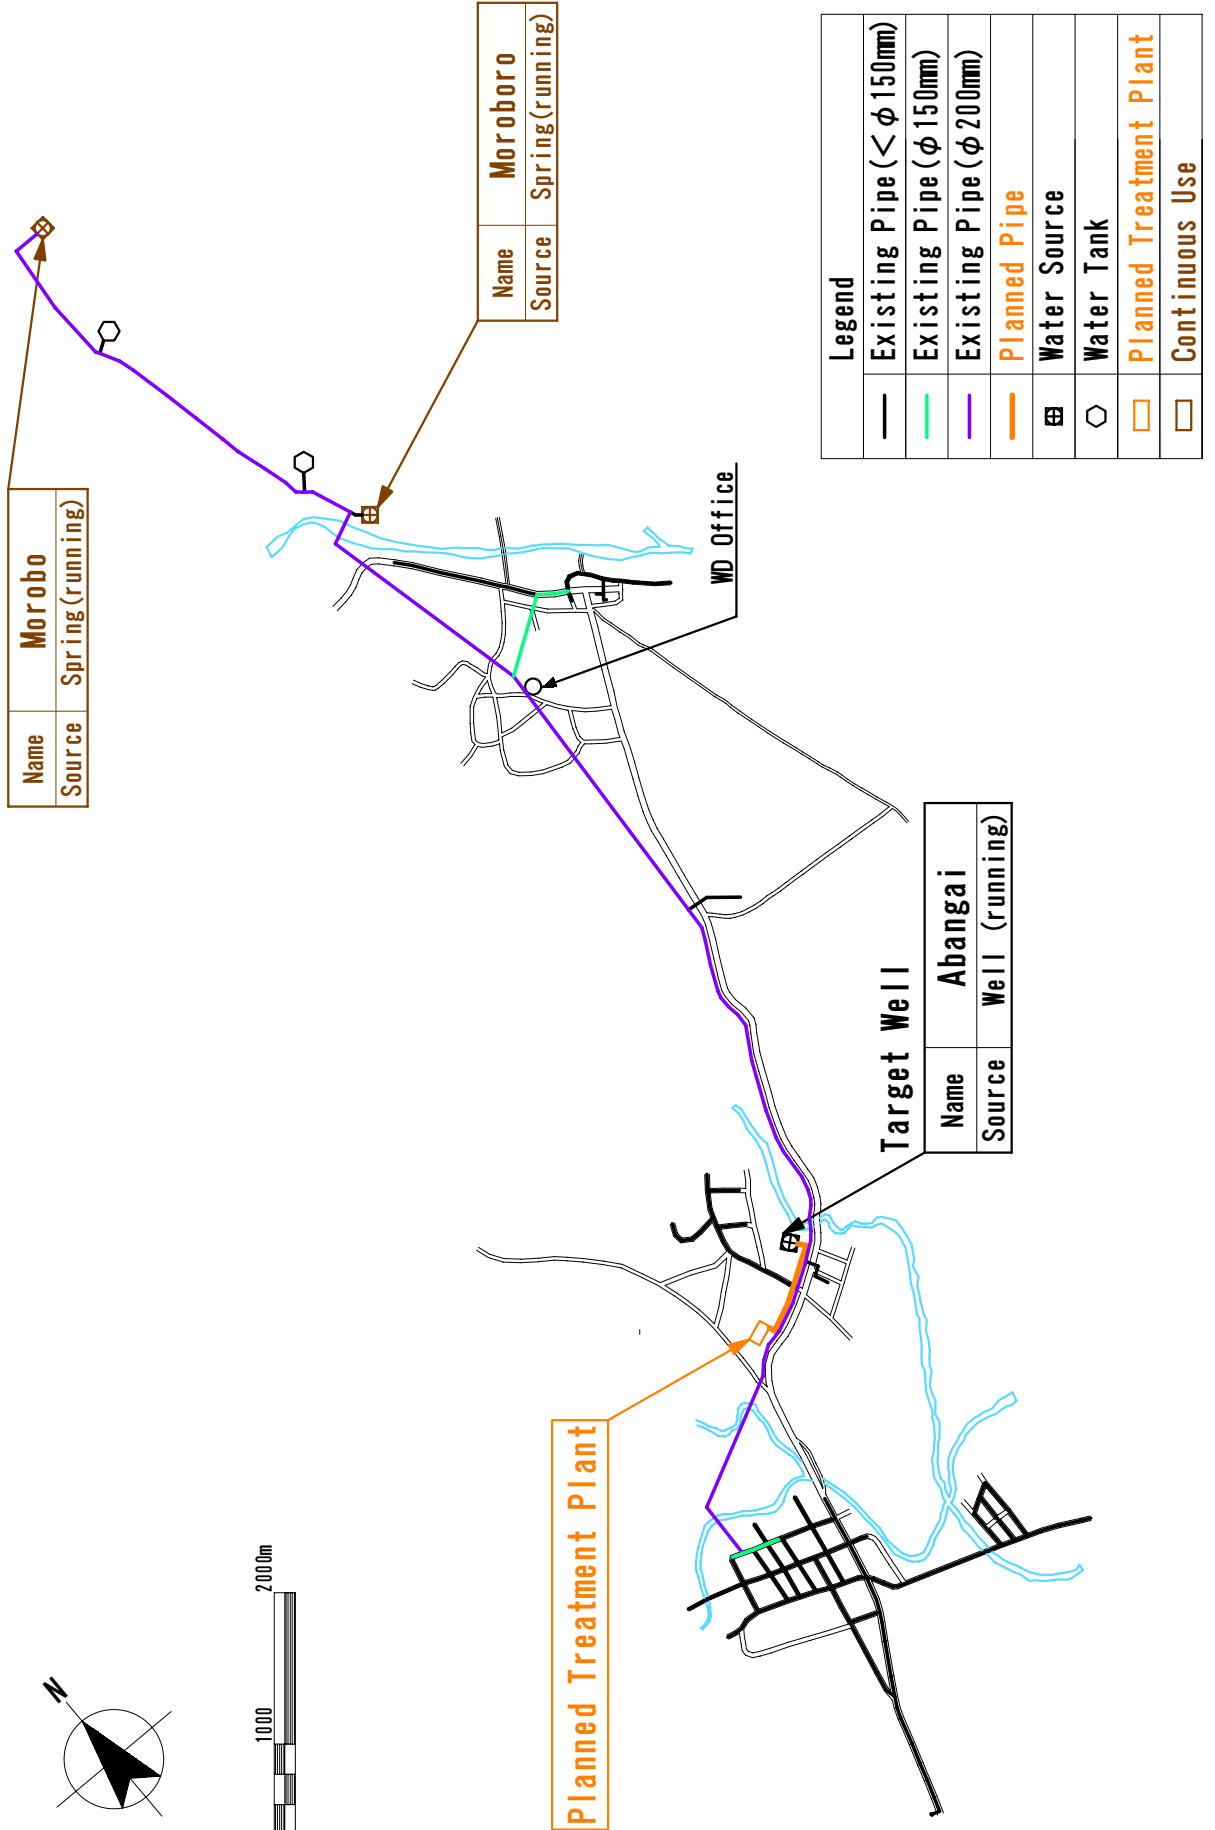 Name Morobo
Source Spring(running)
Name Moroboro
Source Spring(running)
WD Office
Target Well
Name Abangai
Source Well (running)
Planned Treatment Plant
N
1000 2000m
Legend
Existing Pipe(<φ150mm)
Existing Pipe(φ150mm)
Existing Pipe(φ200mm)
Planned Pipe
Water Source
Water Tank
Planned Treatment Plant
Continuous Use